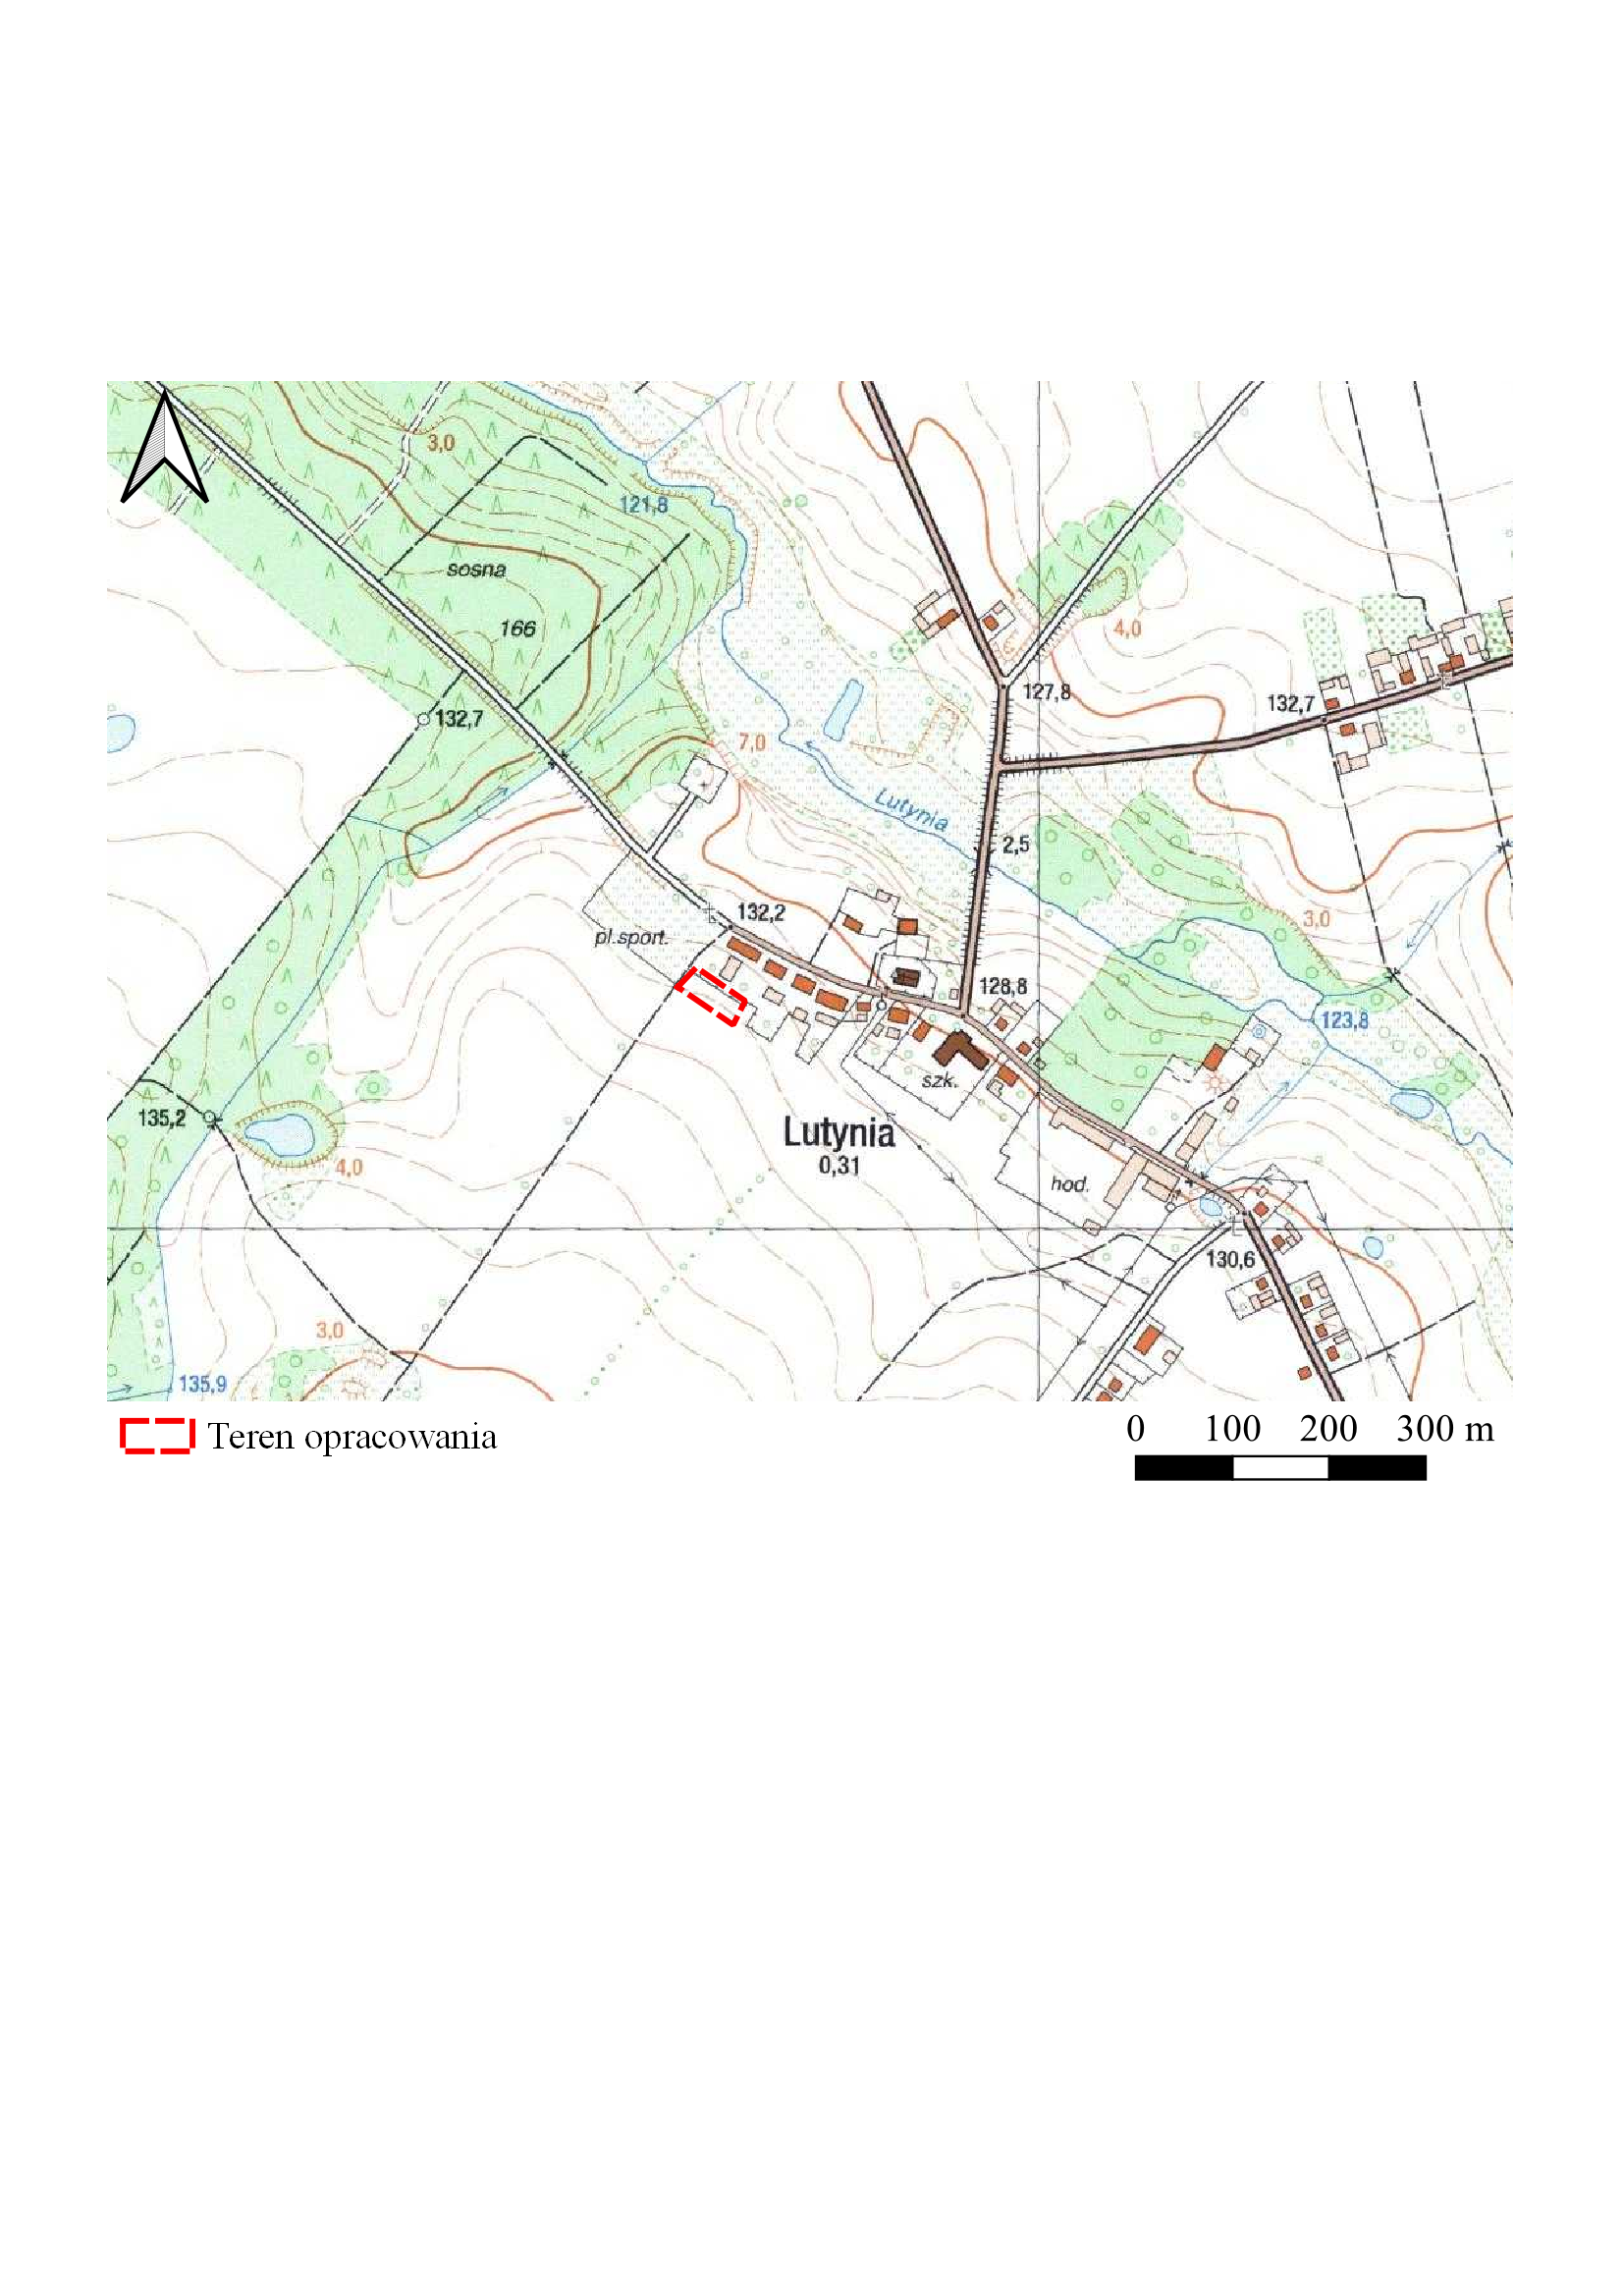 3,0
121,8
sosna
166
4,0
127,8
132,7
132,7
7,0
Lutynia
2,5
132,2
3,0
pl.sport.
128,8
123,8
szk.
135,2
Lutynia
0,31
4,0
hod.
130,6
3,0
135,9
Teren opracowania
0 100 200 300 m